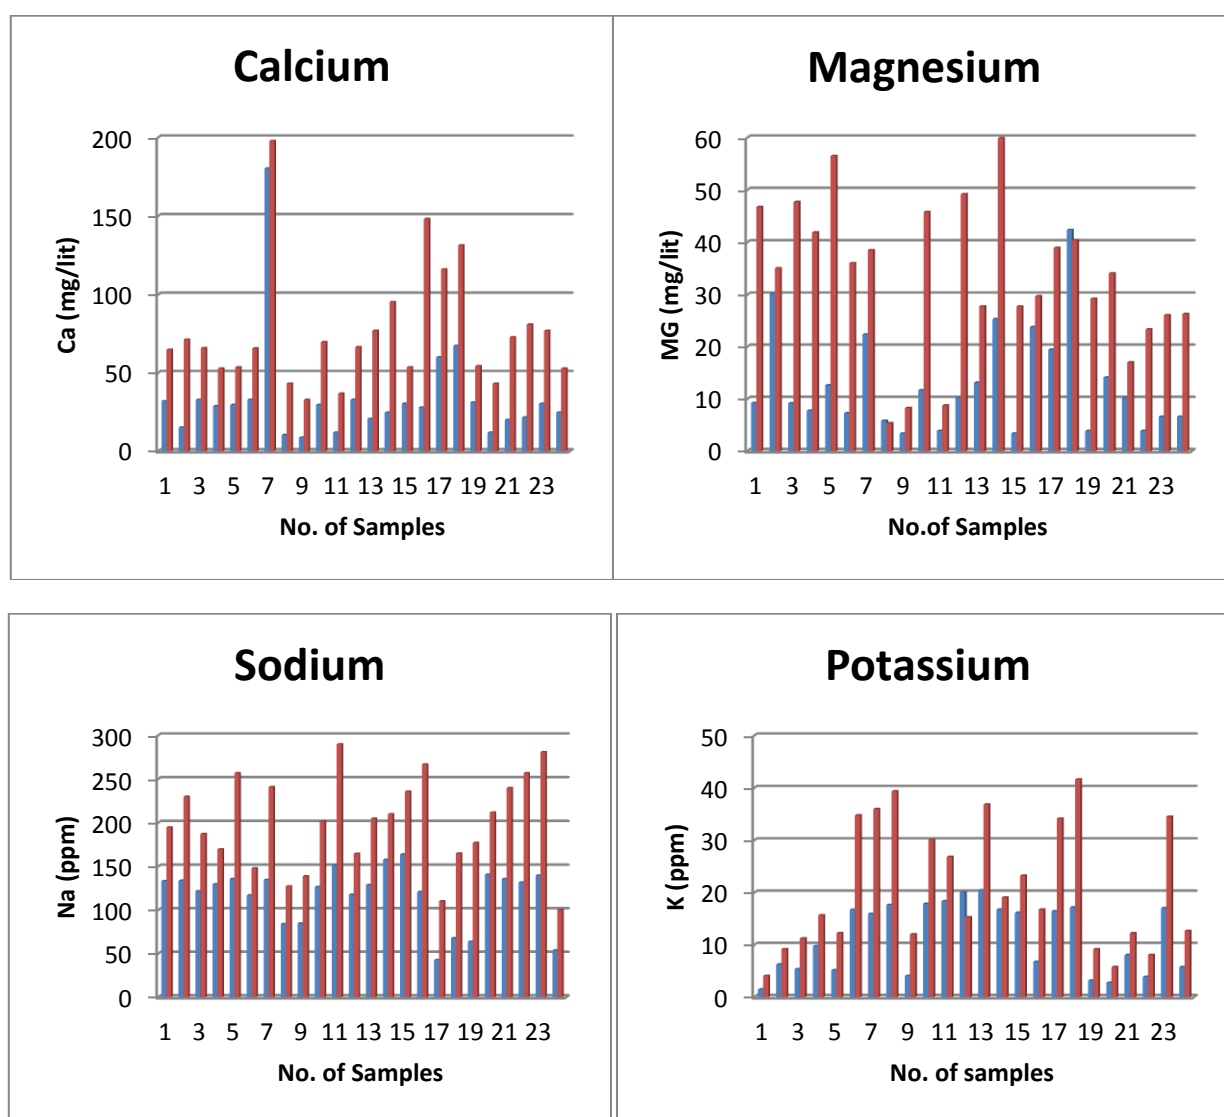 Calcium
Ca (mg/lit)
200
150
100
50
0
1 3 5 7 9 11 13 15 17 19 21 23
No. of Samples
Magnesium
MG (mg/lit)
60
50
40
30
20
10
0
1 3 5 7 9 11 13 15 17 19 21 23
No.of Samples
Sodium
Na (ppm)
300
250
200
150
100
50
0
1 3 5 7 9 11 13 15 17 19 21 23
No. of Samples
Potassium
K (ppm)
50
40
30
20
10
0
1 3 5 7 9 11 13 15 17 19 21 23
No. of samples